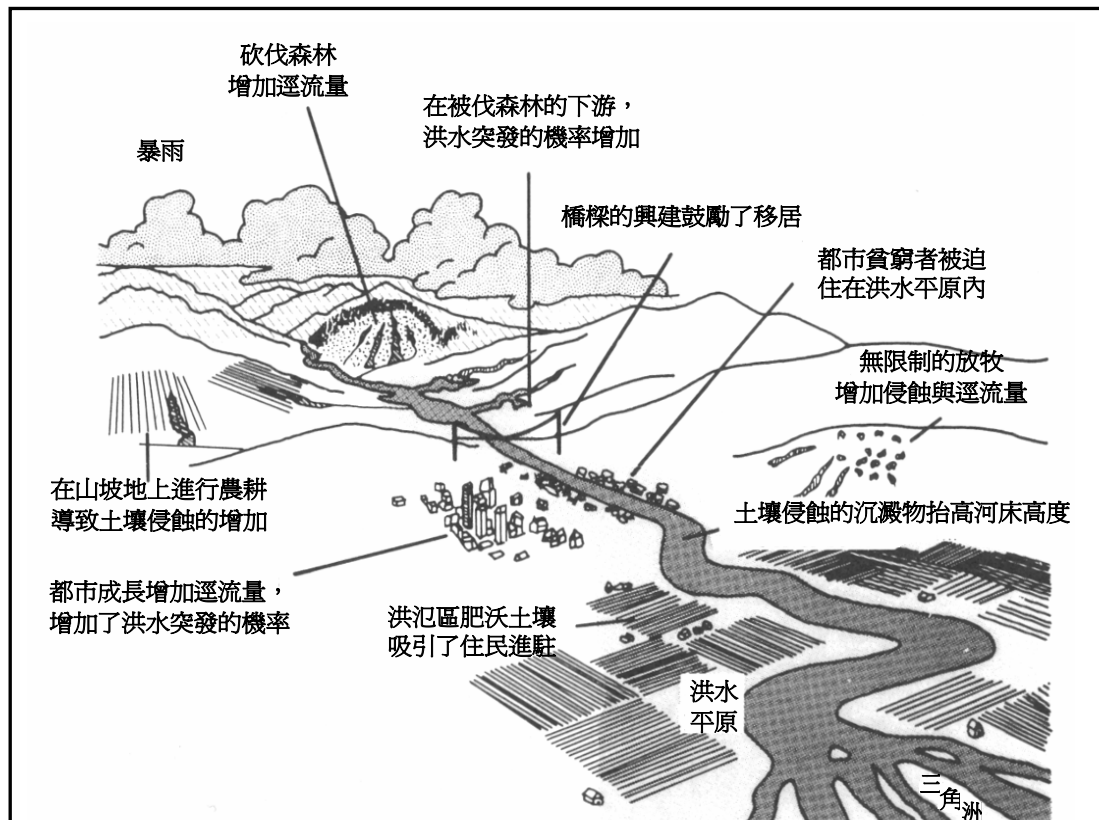 砍伐森林
增加逕流量
在被伐森林的下游，
洪水突發的機率增加
暴雨
橋樑的興建鼓勵了移居
都市貧窮者被迫
住在洪水平原內
無限制的放牧
增加侵蝕與逕流量
在山坡地上進行農耕
導致土壤侵蝕的增加
土壤侵蝕的沉澱物抬高河床高度
都市成長增加逕流量，
增加了洪水突發的機率
洪氾區肥沃土壤
吸引了住民進駐
洪水
平原
三角洲